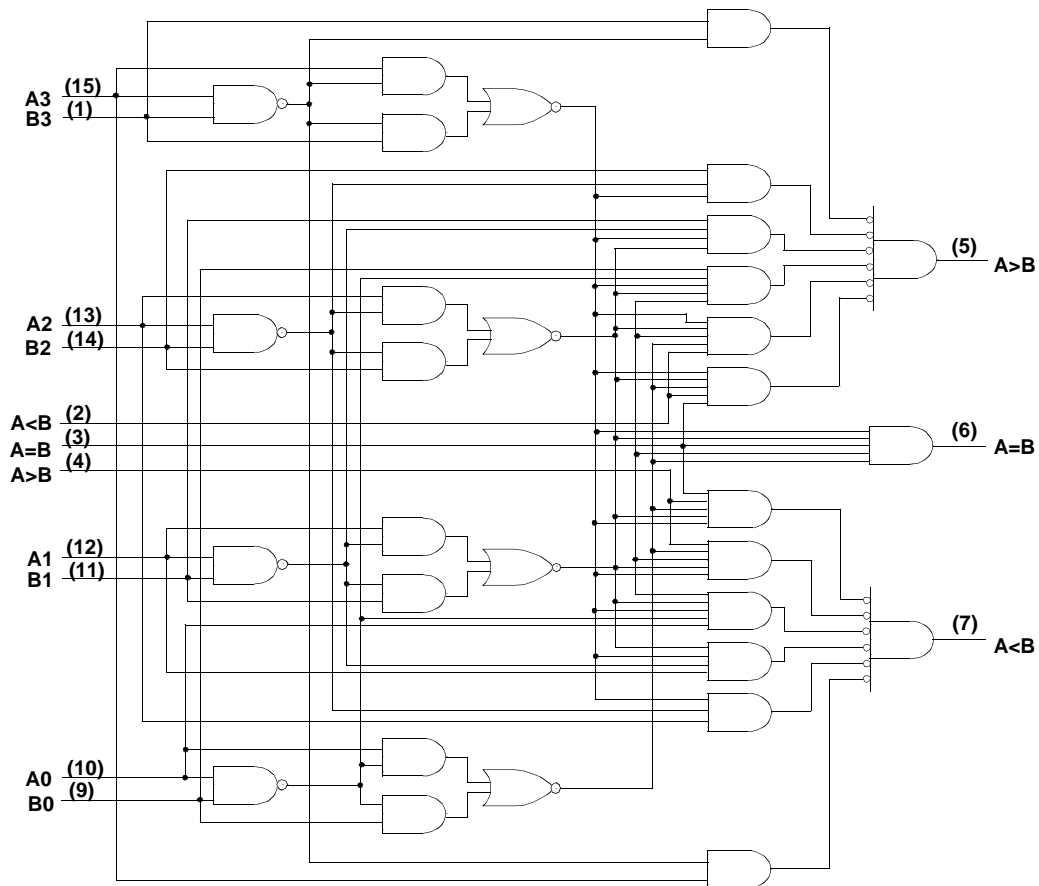 A3 (15)
B3 (1)
(5)
A>B
A2 (13)
B2 (14)
A<B (2)
A=B (3)
A>B (4)
(6)
A=B
A1 (12)
B1 (11)
(7)
A<B
A0 (10)
B0 (9)